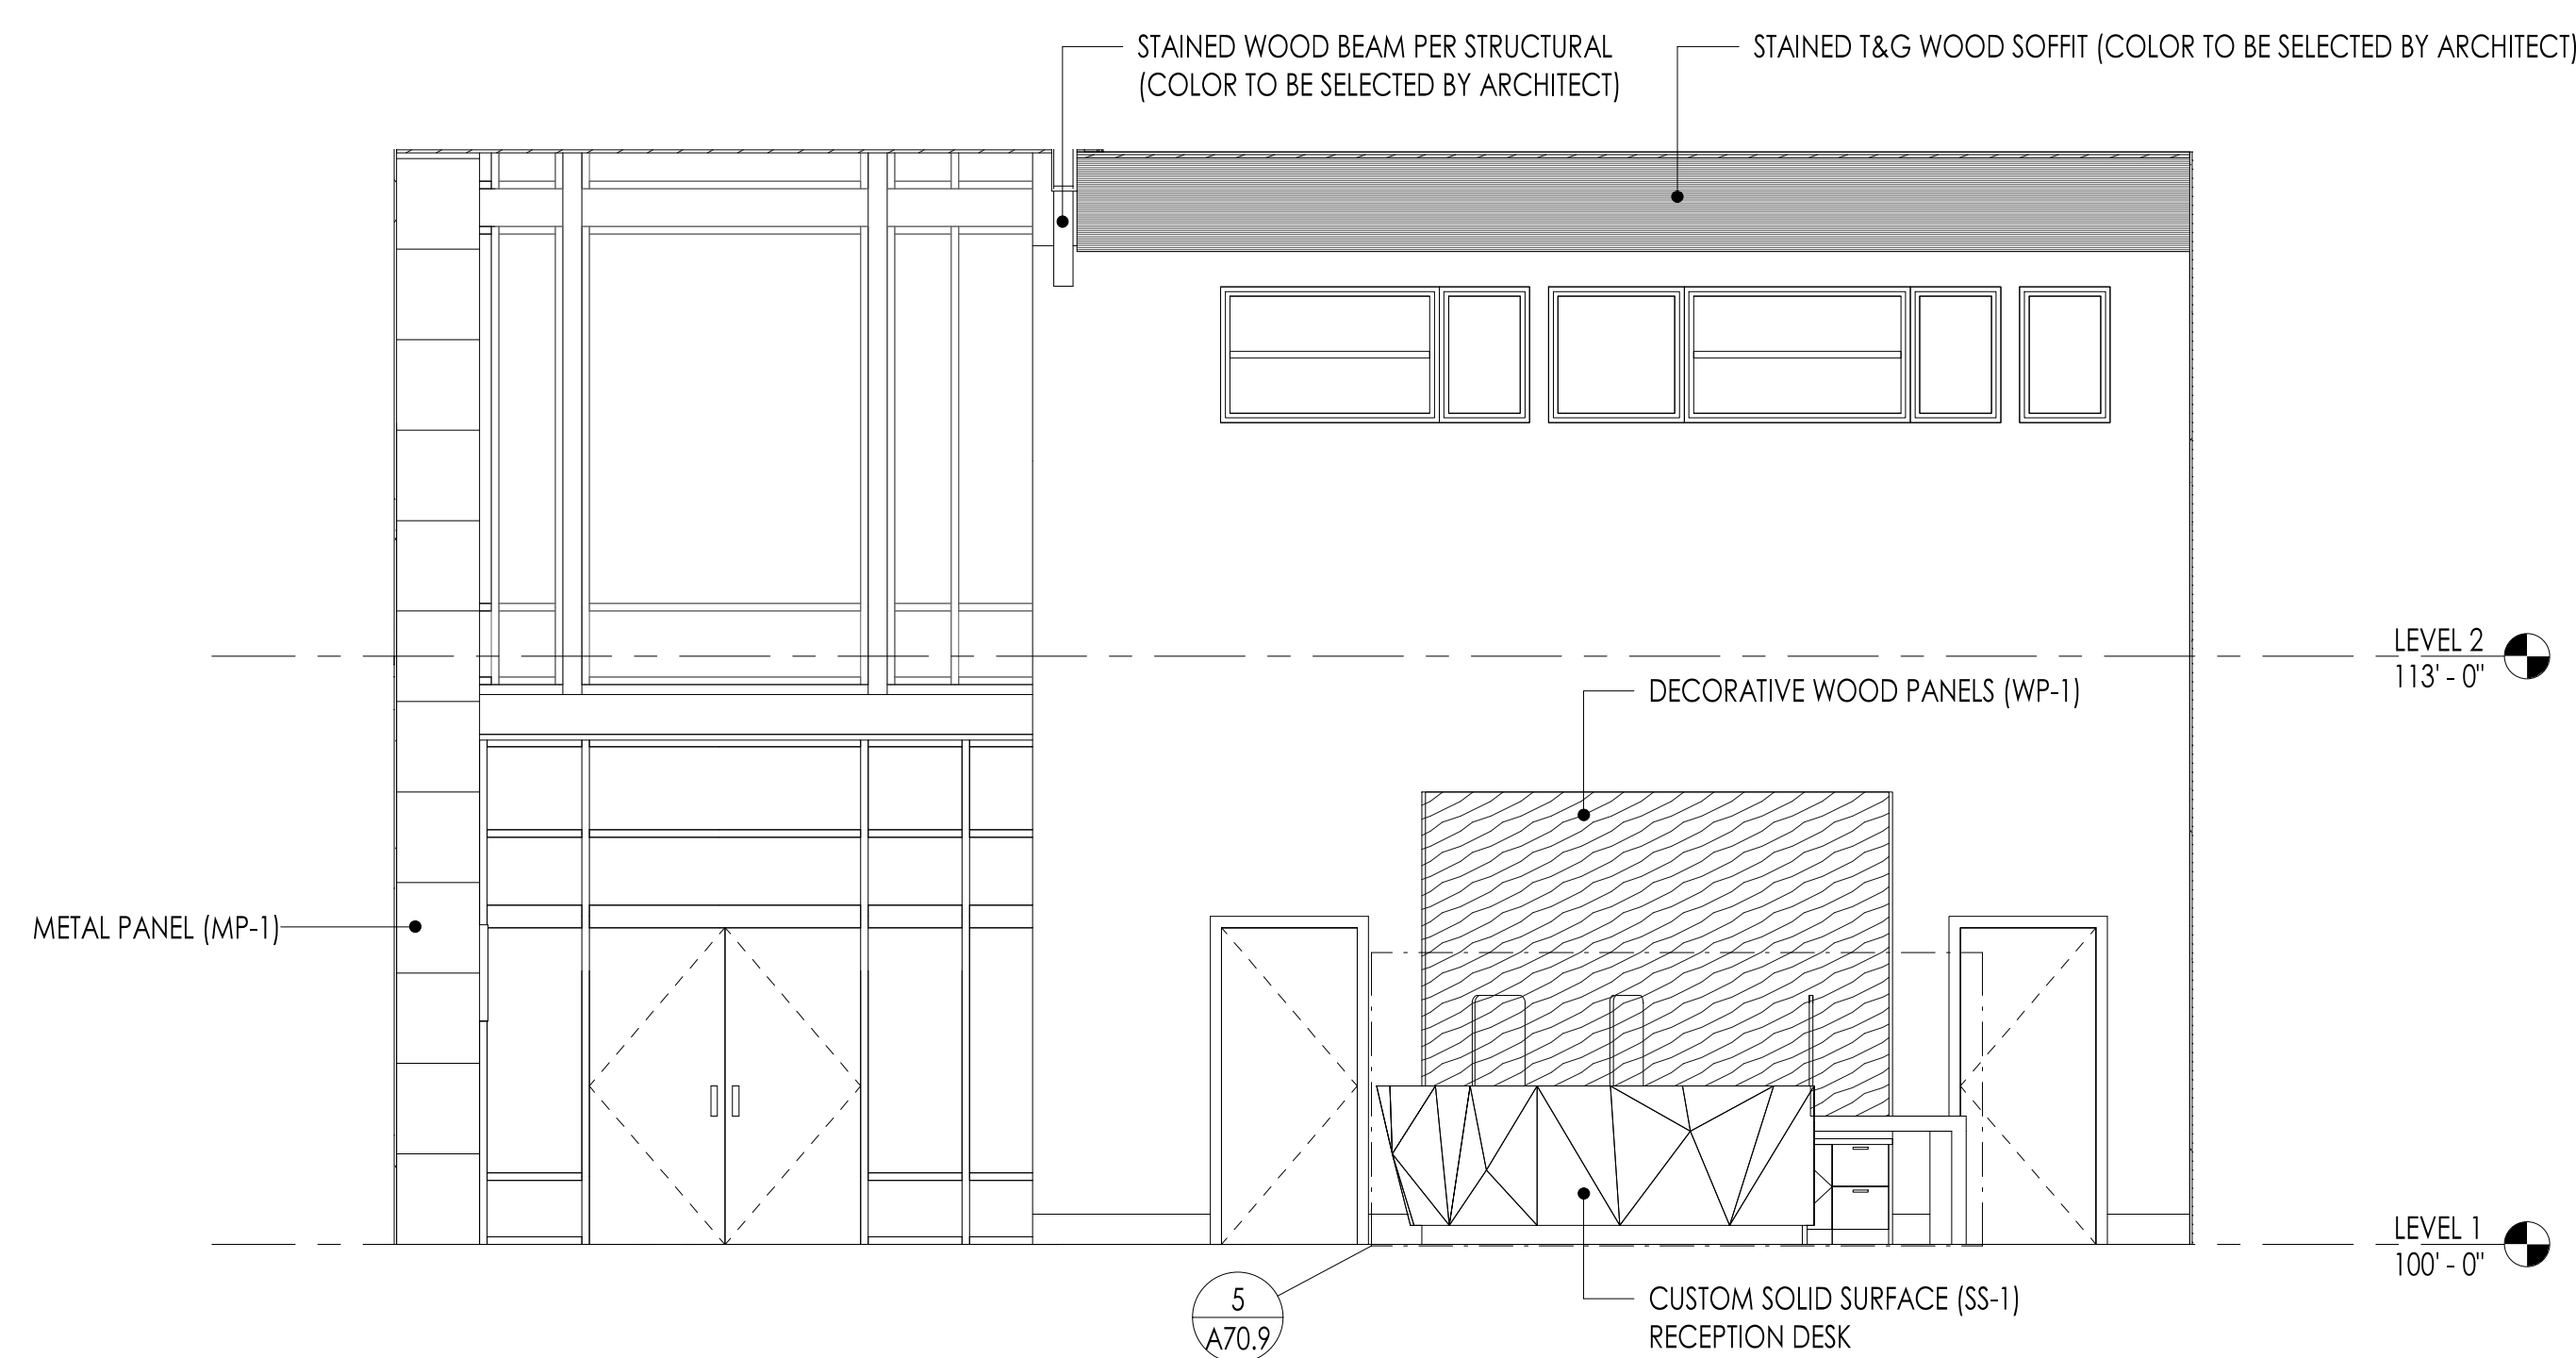 STAINED WOOD BEAM PER STRUCTURAL
(COLOR TO BE SELECTED BY ARCHITECT)
STAINED T&G WOOD SOFFIT (COLOR TO BE SELECTED BY ARCHITECT)
LEVEL 2
113' - 0"
DECORATIVE WOOD PANELS (WP-1)
METAL PANEL (MP-1)
LEVEL 1
100' - 0"
5
A70.9
CUSTOM SOLID SURFACE (SS-1)
RECEPTION DESK